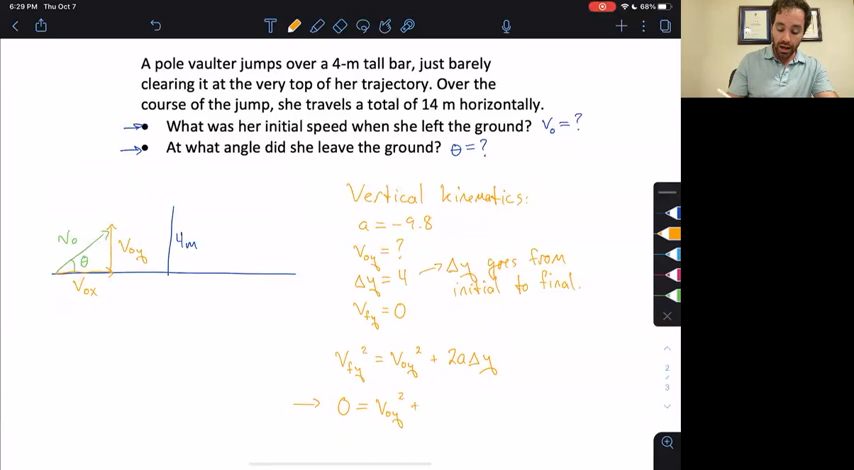 6:29 PM Thu Oct 7
68%
T
A pole vaulter jumps over a 4-m tall bar, just barely
clearing it at the very top of her trajectory. Over the
course of the jump, she travels a total of 14 m horizontally.
→• What was her initial speed when she left the ground? V₀ = ?
→• At what angle did she leave the ground? θ = ?
V₀
θ
V₀y
V₀x
4m
Vertical kinematics:
a = -9.8
V₀y = ?
Δy = 4 → Δy goes from
initial to final.
Vfy = 0
Vfy² = V₀y² + 2aΔy
→ 0 = V₀y² +
2
/
3